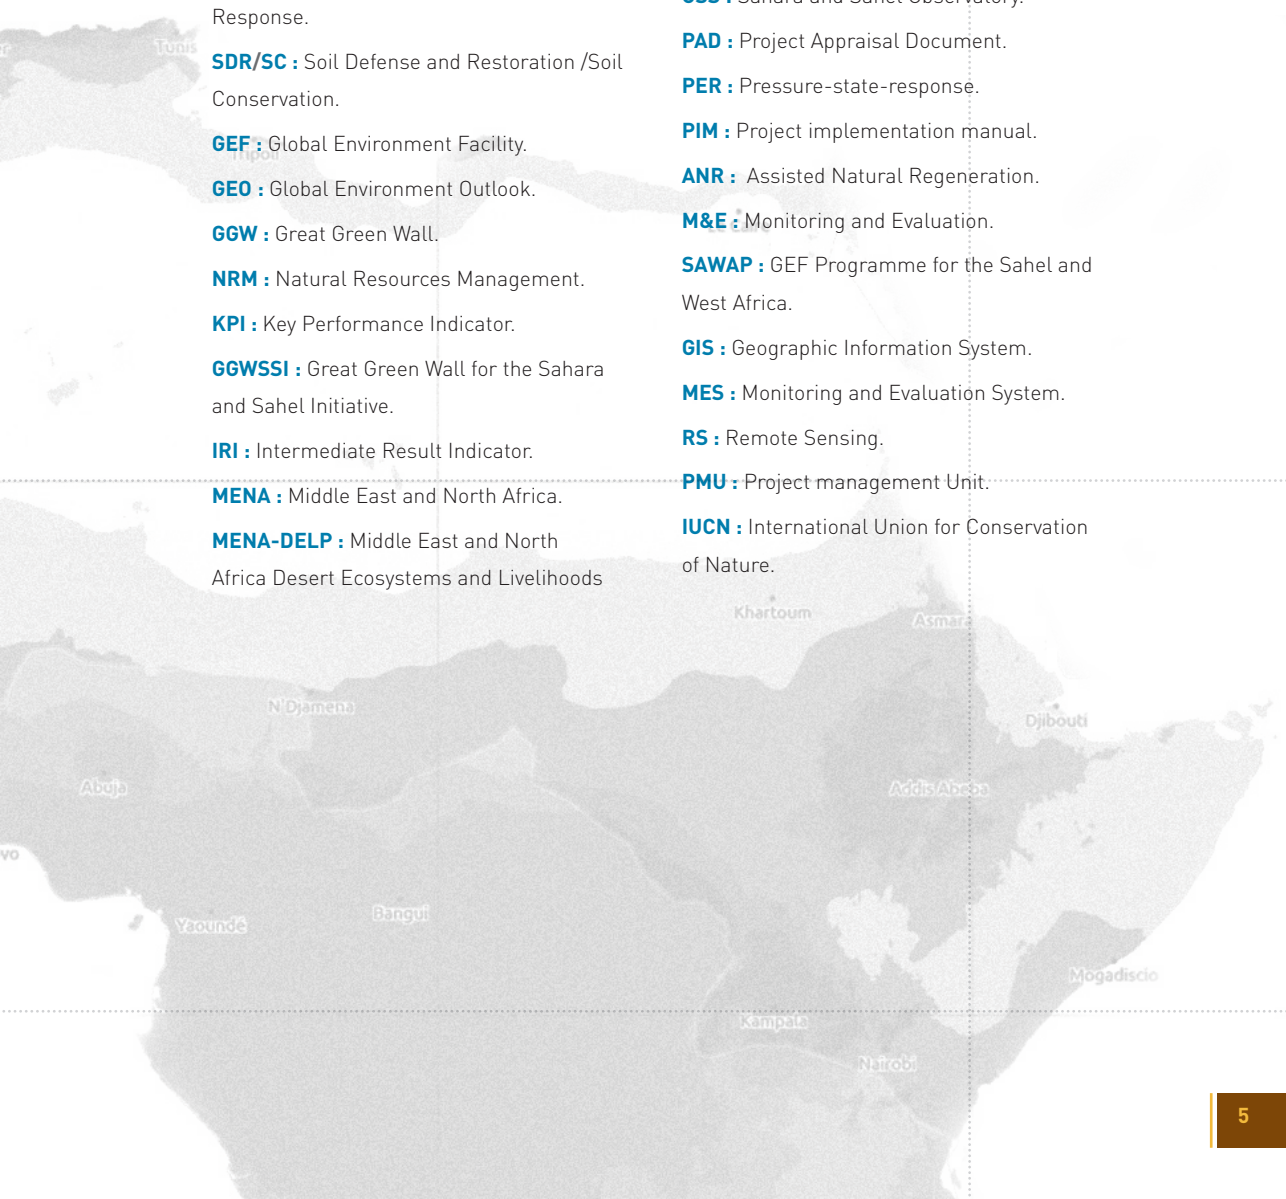 Response.
SDR/SC : Soil Defense and Restoration /Soil
Conservation.
GEF : Global Environment Facility.
GEO : Global Environment Outlook.
GGW : Great Green Wall.
NRM : Natural Resources Management.
KPI : Key Performance Indicator.
GGWSSI : Great Green Wall for the Sahara
and Sahel Initiative.
IRI : Intermediate Result Indicator.
MENA : Middle East and North Africa.
MENA-DELP : Middle East and North
Africa Desert Ecosystems and Livelihoods
PAD : Project Appraisal Document.
PER : Pressure-state-response.
PIM : Project implementation manual.
ANR : Assisted Natural Regeneration.
M&E : Monitoring and Evaluation.
SAWAP : GEF Programme for the Sahel and
West Africa.
GIS : Geographic Information System.
MES : Monitoring and Evaluation System.
RS : Remote Sensing.
PMU : Project management Unit.
IUCN : International Union for Conservation
of Nature.
Tunis
Tripoli
Khartoum
Asmara
N'Djamena
Djibouti
Abuja
Addis Abeba
Yaoundé
Bangui
Mogadiscio
Kampala
Nairobi
5